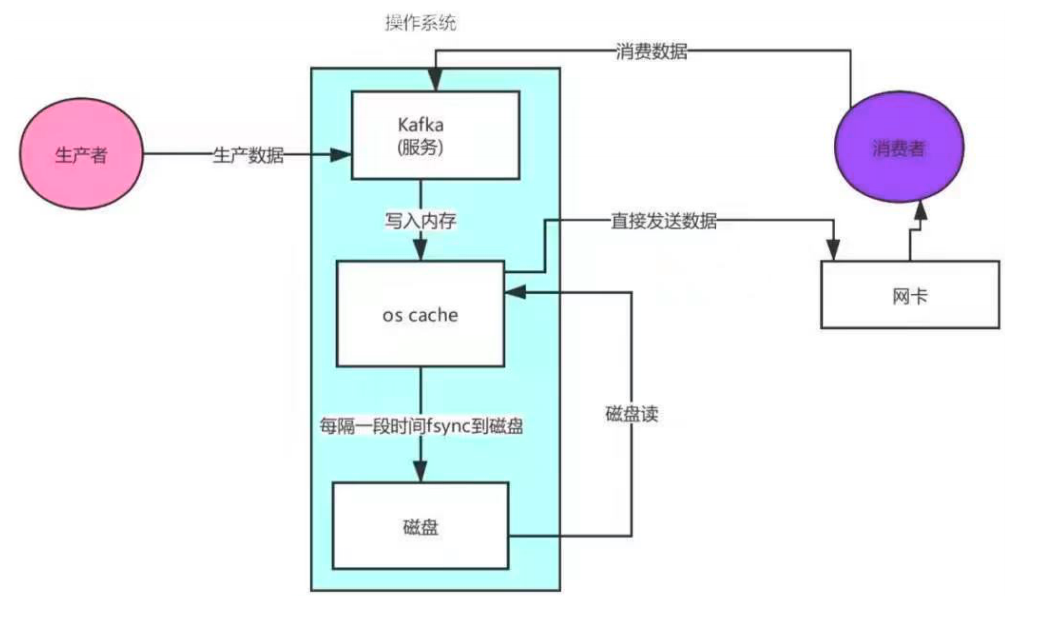 操作系统
消费数据
Kafka
(服务)
生产者
生产数据
消费者
写入内存
直接发送数据
网卡
os cache
磁盘读
每隔一段时间fsync到磁盘
磁盘